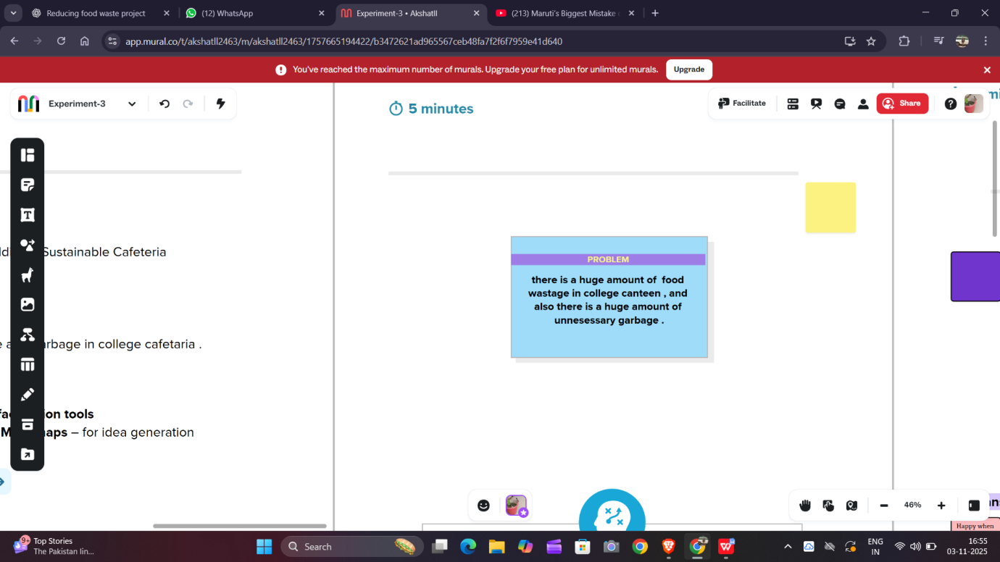 Reducing food waste project
(12) WhatsApp
Experiment-3 • Akshatll
(213) Maruti's Biggest Mistake
app.mural.co/t/akshatll2463/m/akshatll2463/1757665194422/b3472621ad965567ceb48fa7f2f6f7959e41d640
You've reached the maximum number of murals. Upgrade your free plan for unlimited murals.
Upgrade
Experiment-3
5 minutes
Facilitate
Share
Sustainable Cafeteria
PROBLEM
there is a huge amount of food
wastage in college canteen , and
also there is a huge amount of
unnesessary garbage .
rbage in college cafetaria .
ion tools
aps – for idea generation
46%
Happy when
9+
Top Stories
The Pakistan lin...
Search
ENG
IN
16:55
03-11-2025